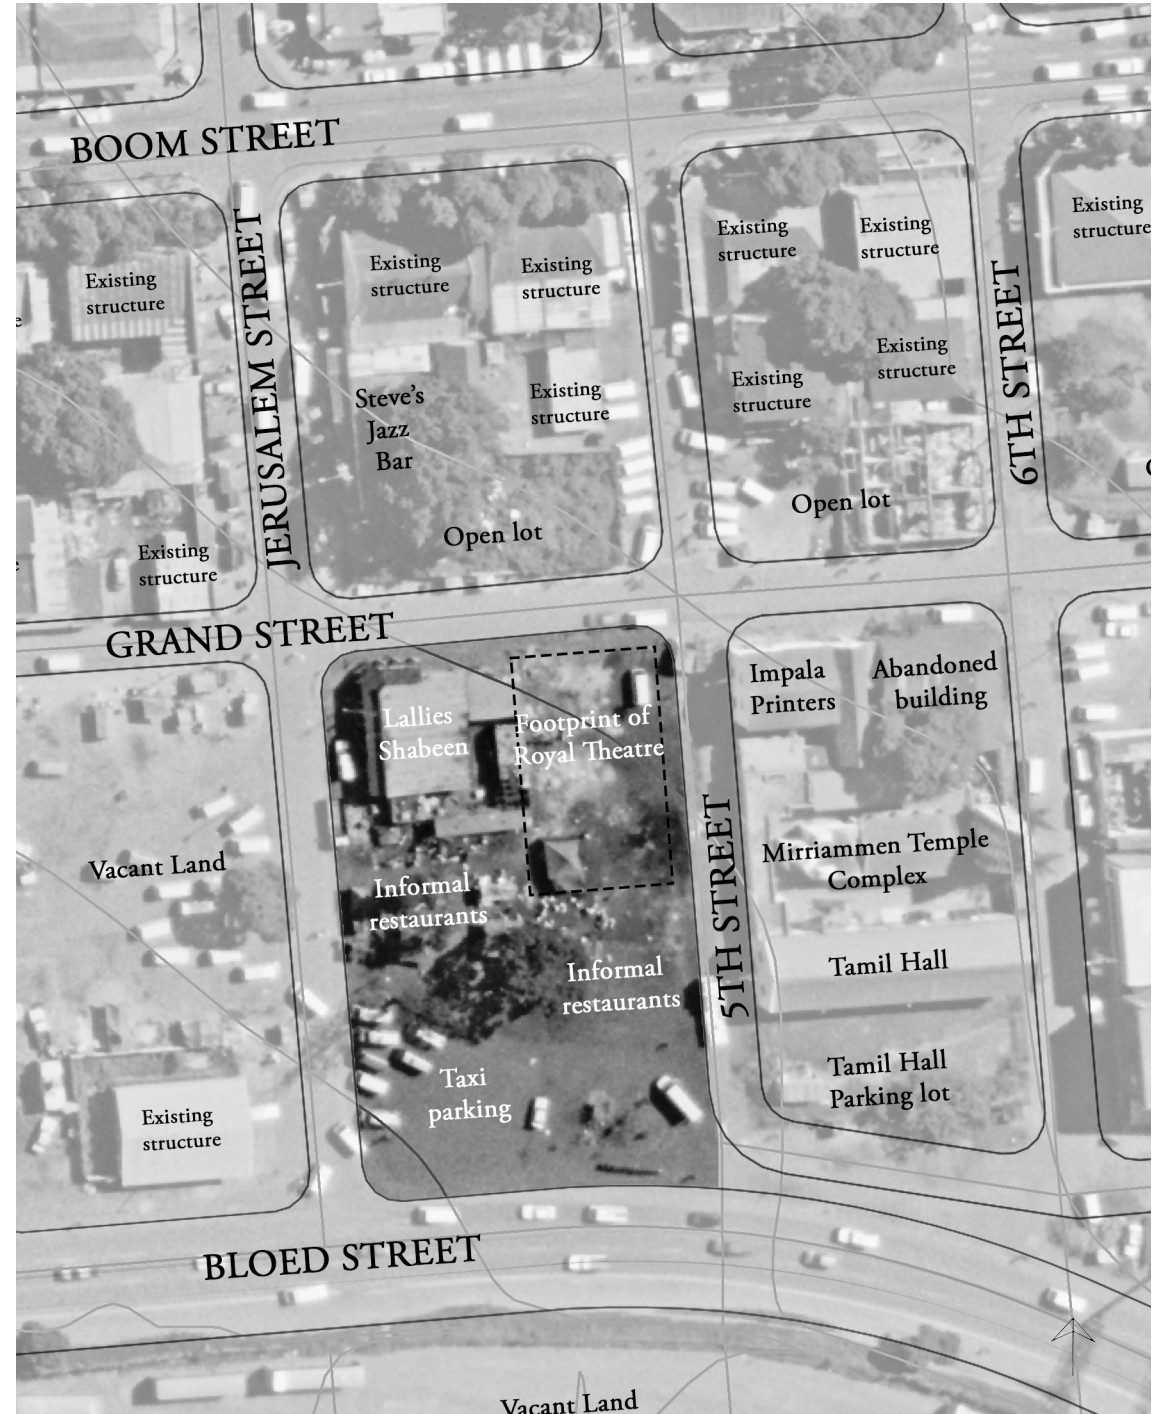 BOOM STREET
JERUSALEM STREET
6TH STREET
Existing
structure
Existing
structure
Existing
structure
Existing
structure
Existing
structure
Existing
structure
e
Existing
structure
Existing
structure
Existing
structure
Steve's
Jazz
Bar
Open lot
Open lot
Existing
structure
e
GRAND STREET
Impala
Printers
Abandoned
building
Lallies
Shabeen
Footprint of
Royal Theatre
5TH STREET
Vacant Land
Mirriammen Temple
Complex
Informal
restaurants
Tamil Hall
Informal
restaurants
Tamil Hall
Parking lot
Taxi
parking
Existing
structure
BLOED STREET
Vacant Land